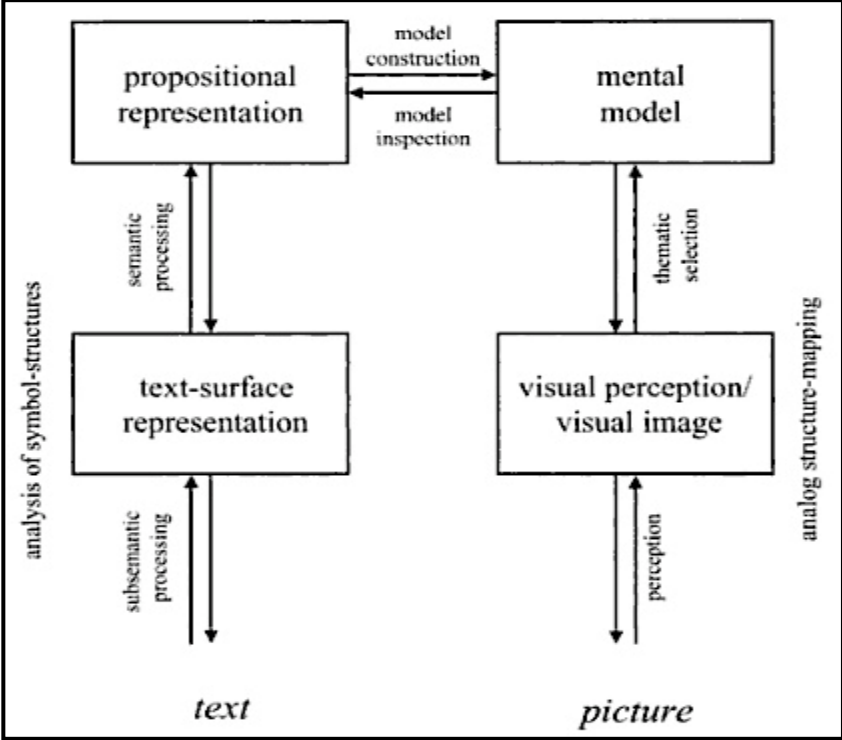 propositional
representation
model
construction
model
inspection
mental
model
semantic
processing
thematic
selection
analysis of symbol-structures
text-surface
representation
visual perception/
visual image
analog structure-mapping
subsemantic
processing
perception
text
picture